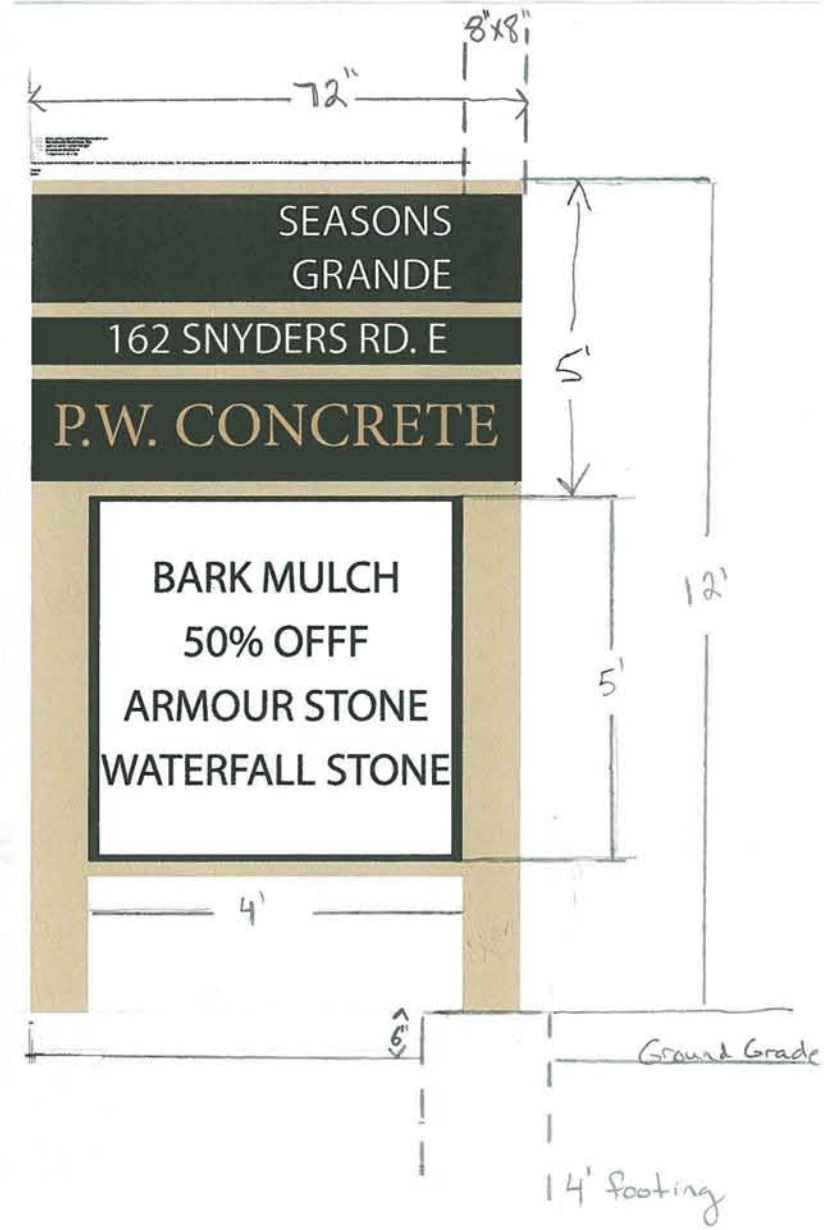 8"x8"
72"
SEASONS
GRANDE
162 SNYDERS RD. E
P.W. CONCRETE
5'
12'
BARK MULCH
50% OFFF
ARMOUR STONE
WATERFALL STONE
5'
4'
6"
Ground Grade
4' footing